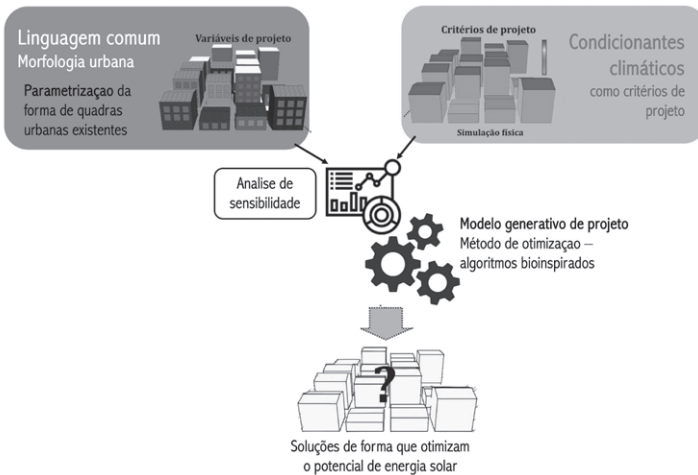 Linguagem comum
Morfologia urbana
Parametrizaçao da
forma de quadras
urbanas existentes
Variáveis de projeto
Critérios de projeto
Simulação física
Condicionantes
climáticos
como critérios de
projeto
Analise de
sensibilidade
Modelo generativo de projeto
Método de otimizaçao –
algoritmos bioinspirados
?
Soluções de forma que otimizam
o potencial de energia solar